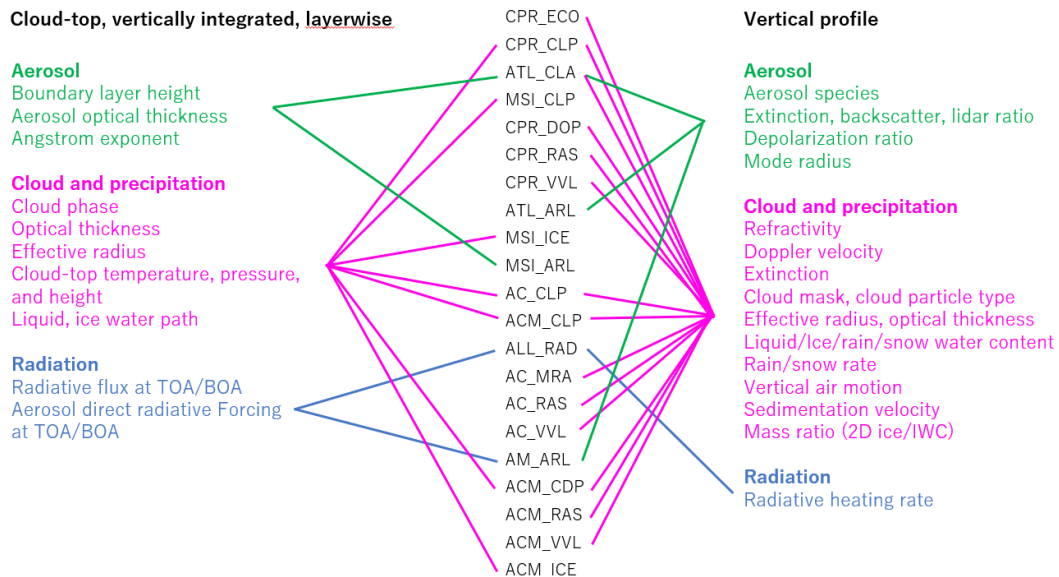 Cloud-top, vertically integrated, layerwise
Aerosol
Boundary layer height
Aerosol optical thickness
Angstrom exponent
Cloud and precipitation
Cloud phase
Optical thickness
Effective radius
Cloud-top temperature, pressure,
and height
Liquid, ice water path
Radiation
Radiative flux at TOA/BOA
Aerosol direct radiative Forcing
at TOA/BOA
CPR_ECO
CPR_CLP
ATL_CLA
MSI_CLP
CPR_DOP
CPR_RAS
CPR_VVL
ATL_ARL
MSI_ICE
MSI_ARL
AC_CLP
ACM_CLP
ALL_RAD
AC_MRA
AC_RAS
AC_VVL
AM_ARL
ACM_CDP
ACM_RAS
ACM_VVL
ACM_ICE
Vertical profile
Aerosol
Aerosol species
Extinction, backscatter, lidar ratio
Depolarization ratio
Mode radius
Cloud and precipitation
Refractivity
Doppler velocity
Extinction
Cloud mask, cloud particle type
Effective radius, optical thickness
Liquid/Ice/rain/snow water content
Rain/snow rate
Vertical air motion
Sedimentation velocity
Mass ratio (2D ice/IWC)
Radiation
Radiative heating rate